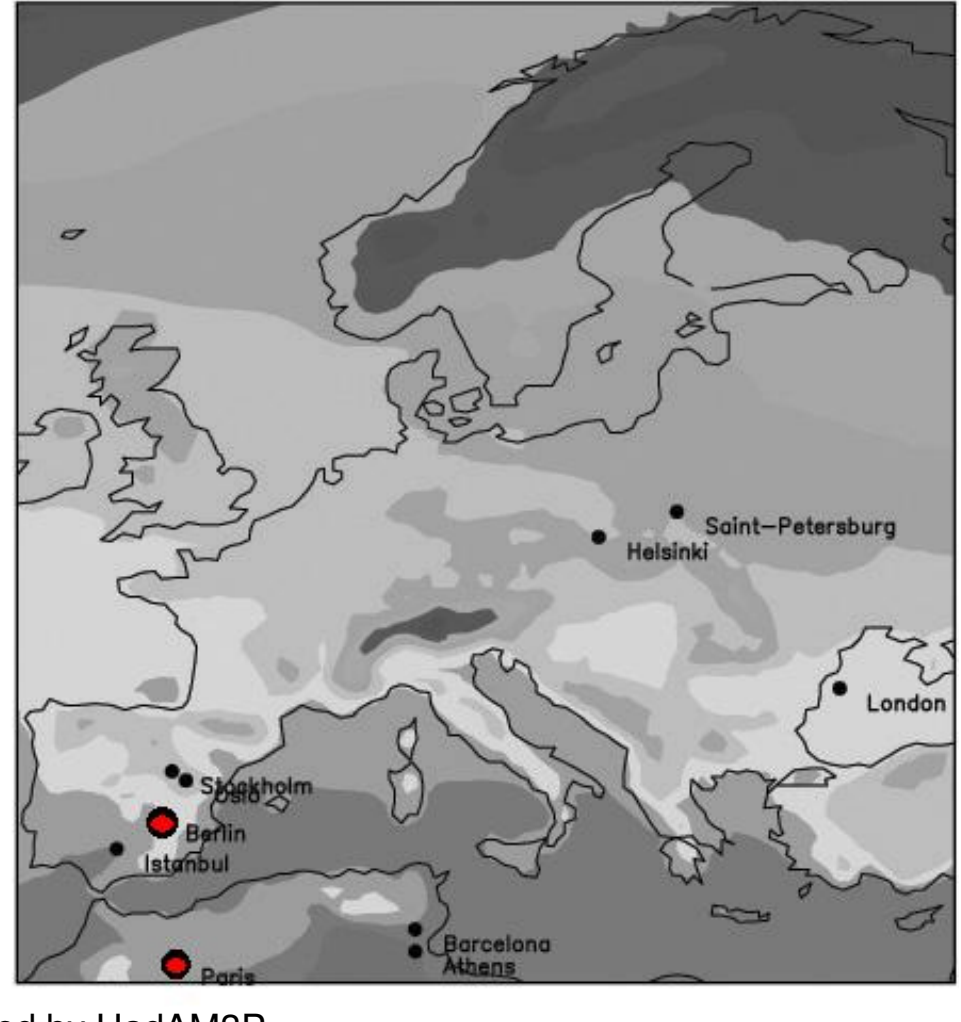 Saint-Petersburg
Helsinki
London
Stockholm
Oslo
Berlin
Istanbul
Barcelona
Athens
Paris
ed by HadAM3P